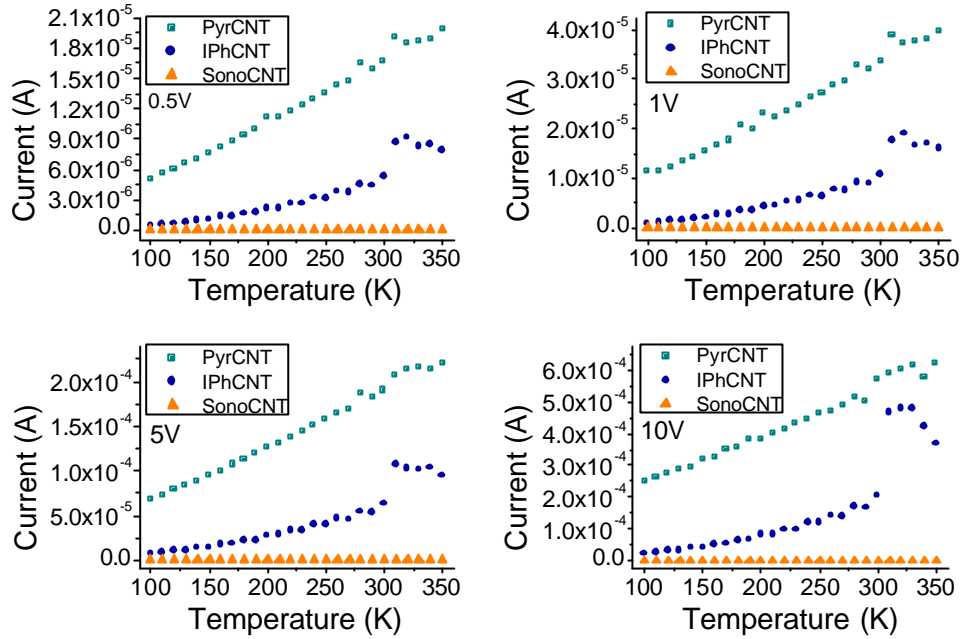 PyrCNT
IPhCNT
SonoCNT
0.5V
Current (A)
2.1x10-5
1.8x10-5
1.5x10-5
1.2x10-5
9.0x10-6
6.0x10-6
3.0x10-6
0.0
100 150 200 250 300 350
Temperature (K)
PyrCNT
IPhCNT
SonoCNT
1V
Current (A)
4.0x10-5
3.0x10-5
2.0x10-5
1.0x10-5
0.0
100 150 200 250 300 350
Temperature (K)
PyrCNT
IPhCNT
SonoCNT
5V
Current (A)
2.0x10-4
1.5x10-4
1.0x10-4
5.0x10-5
0.0
100 150 200 250 300 350
Temperature (K)
PyrCNT
IPhCNT
SonoCNT
10V
Current (A)
6.0x10-4
5.0x10-4
4.0x10-4
3.0x10-4
2.0x10-4
1.0x10-4
0.0
100 150 200 250 300 350
Temperature (K)